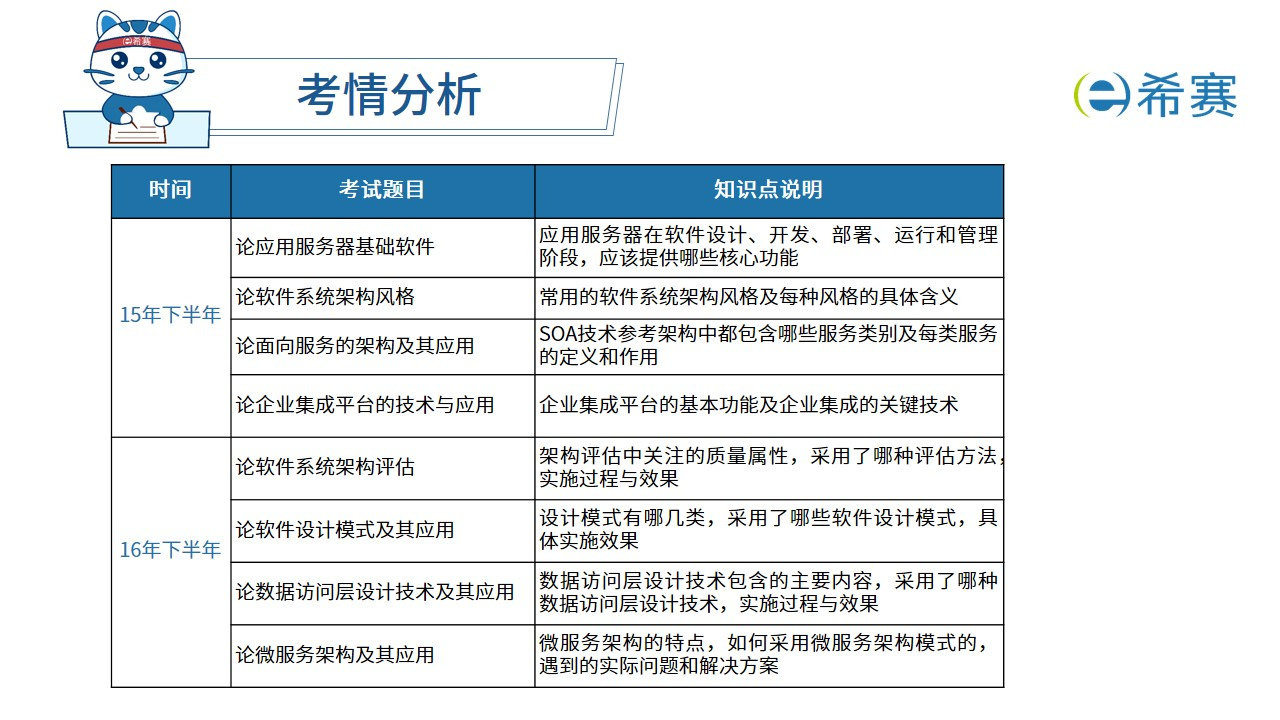 希赛
考情分析
希赛
时间
考试题目
知识点说明
15年下半年
论应用服务器基础软件
应用服务器在软件设计、开发、部署、运行和管理
阶段，应该提供哪些核心功能
论软件系统架构风格
常用的软件系统架构风格及每种风格的具体含义
论面向服务的架构及其应用
SOA技术参考架构中都包含哪些服务类别及每类服务
的定义和作用
论企业集成平台的技术与应用
企业集成平台的基本功能及企业集成的关键技术
16年下半年
论软件系统架构评估
架构评估中关注的质量属性，采用了哪种评估方法，
实施过程与效果
论软件设计模式及其应用
设计模式有哪几类，采用了哪些软件设计模式，具
体实施效果
论数据访问层设计技术及其应用
数据访问层设计技术包含的主要内容，采用了哪种
数据访问层设计技术，实施过程与效果
论微服务架构及其应用
微服务架构的特点，如何采用微服务架构模式的，
遇到的实际问题和解决方案